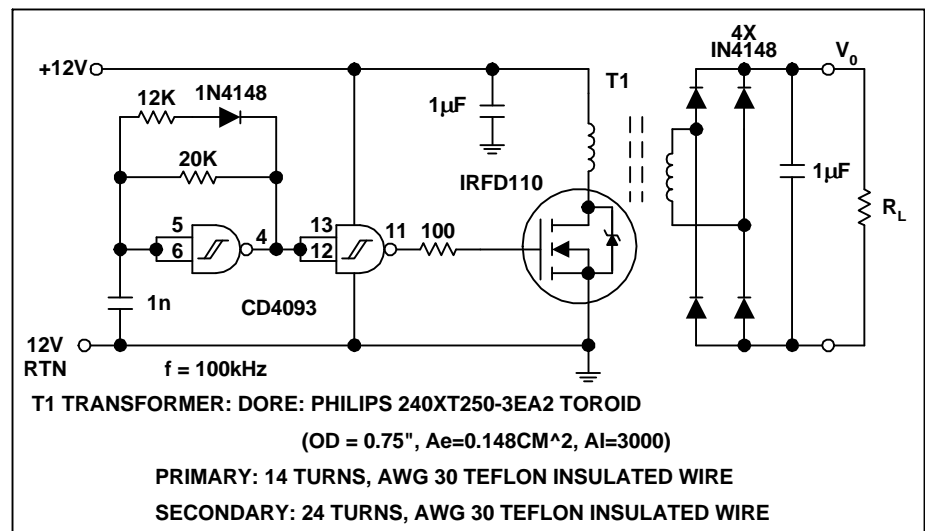 4X
IN4148
V0
+12V
T1
12K
1N4148
1µF
20K
IRFD110
1µF
RL
5
6
4
13
12
11
100
1n
CD4093
12V
RTN
f = 100kHz
T1 TRANSFORMER: DORE: PHILIPS 240XT250-3EA2 TOROID
(OD = 0.75", Ae=0.148CM^2, AI=3000)
PRIMARY: 14 TURNS, AWG 30 TEFLON INSULATED WIRE
SECONDARY: 24 TURNS, AWG 30 TEFLON INSULATED WIRE